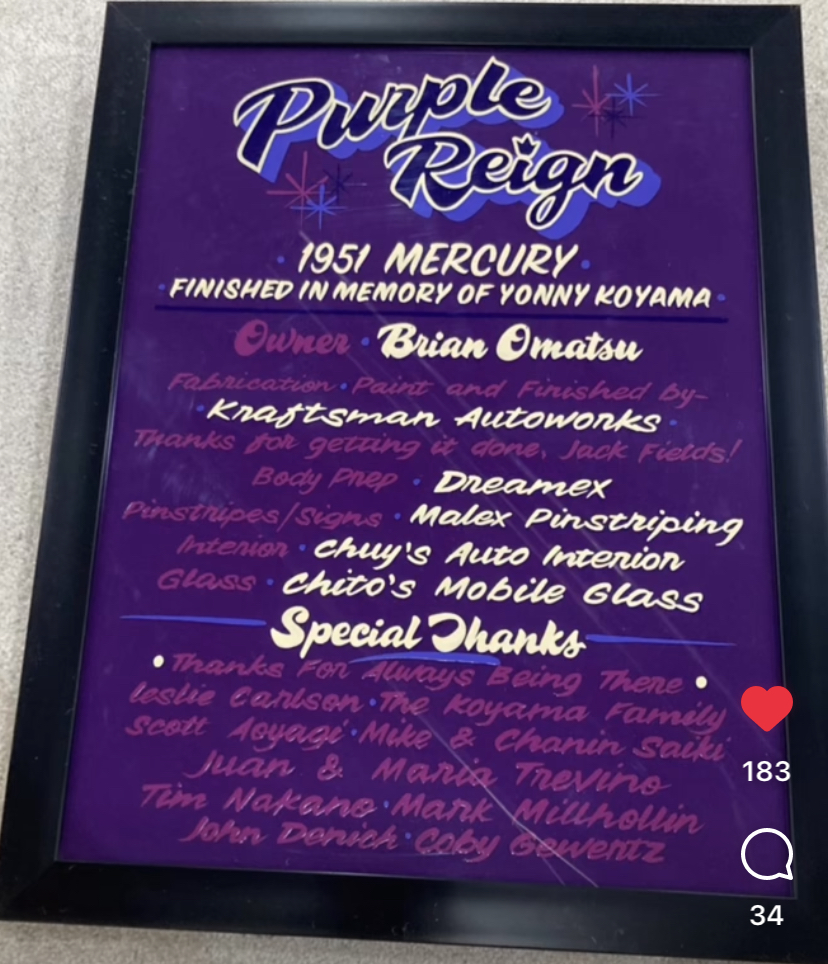 Purple
Reign
1951 MERCURY
• FINISHED IN MEMORY OF YONNY KOYAMA •
Owner • Brian Omatsu
Fabrication • Paint and Finished by-
• Kraftsman Autoworks •
Thanks for getting it done, Jack Fields!
Body Prep • Dreamex
Pinstripes/Signs • Malex Pinstriping
Interior • Chuy's Auto Interior
Glass • Chito's Mobile Glass
Special Thanks
• Thanks For Always Being There •
Leslie Carlson • The Koyama Family
Scott Aoyagi • Mike & Chanin Saiki
Juan & Maria Trevino
Tim Nakano • Mark Millhollin
John Denich • Coby Gewertz
183
34